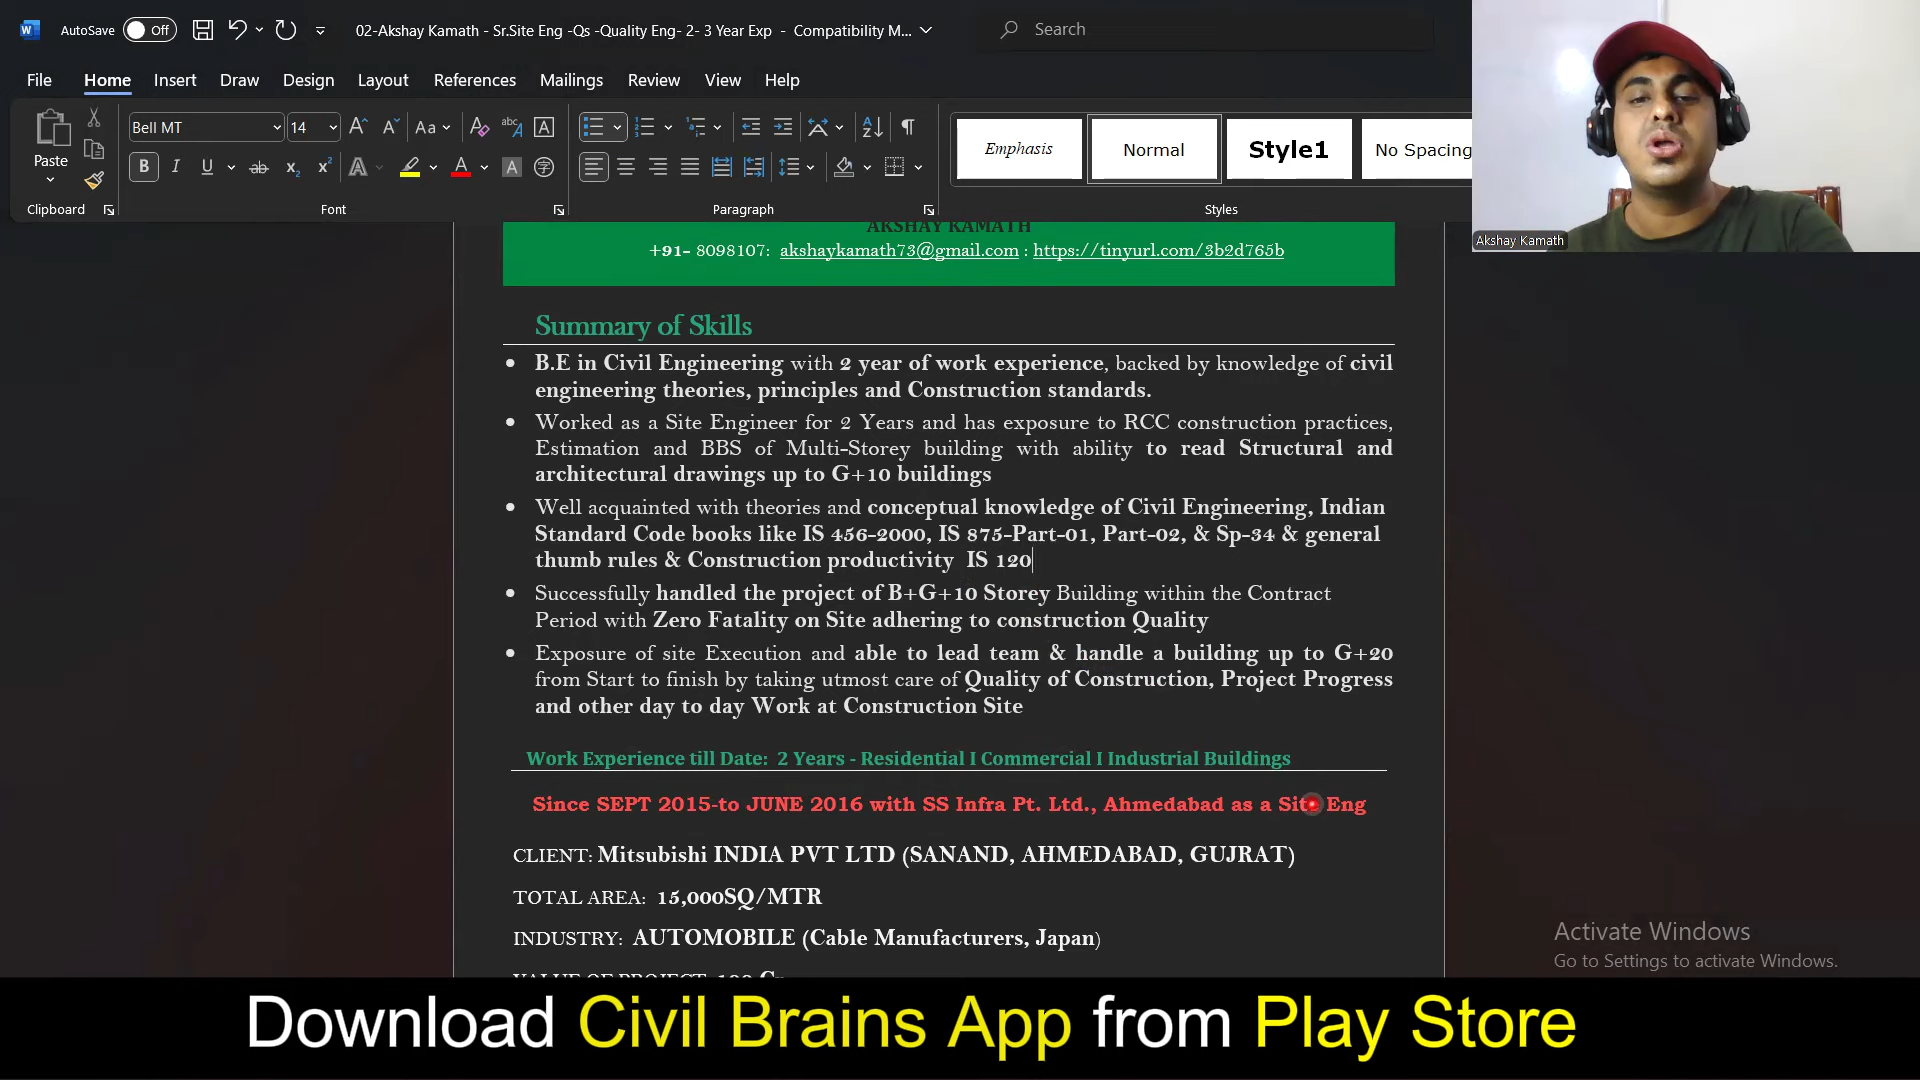 AutoSave Off 02-Akshay Kamath - Sr.Site Eng -Qs -Quality Eng- 2- 3 Year Exp - Compatibility M... Search
File Home Insert Draw Design Layout References Mailings Review View Help
Paste Bell MT 14 Aa Emphasis Normal Style1 No Spacing
Clipboard Font Paragraph Styles
Akshay Kamath
AKSHAY KAMATH
+91- 8098107: akshaykamath73@gmail.com : https://tinyurl.com/3b2d765b
Summary of Skills
• B.E in Civil Engineering with 2 year of work experience, backed by knowledge of civil
engineering theories, principles and Construction standards.
• Worked as a Site Engineer for 2 Years and has exposure to RCC construction practices,
Estimation and BBS of Multi-Storey building with ability to read Structural and
architectural drawings up to G+10 buildings
• Well acquainted with theories and conceptual knowledge of Civil Engineering, Indian
Standard Code books like IS 456-2000, IS 875-Part-01, Part-02, & Sp-34 & general
thumb rules & Construction productivity IS 120
• Successfully handled the project of B+G+10 Storey Building within the Contract
Period with Zero Fatality on Site adhering to construction Quality
• Exposure of site Execution and able to lead team & handle a building up to G+20
from Start to finish by taking utmost care of Quality of Construction, Project Progress
and other day to day Work at Construction Site
Work Experience till Date: 2 Years - Residential I Commercial I Industrial Buildings
Since SEPT 2015-to JUNE 2016 with SS Infra Pt. Ltd., Ahmedabad as a Site Eng
CLIENT: Mitsubishi INDIA PVT LTD (SANAND, AHMEDABAD, GUJRAT)
TOTAL AREA: 15,000SQ/MTR
INDUSTRY: AUTOMOBILE (Cable Manufacturers, Japan)
VALUE OF PROJECT
Activate Windows
Go to Settings to activate Windows.
Download Civil Brains App from Play Store